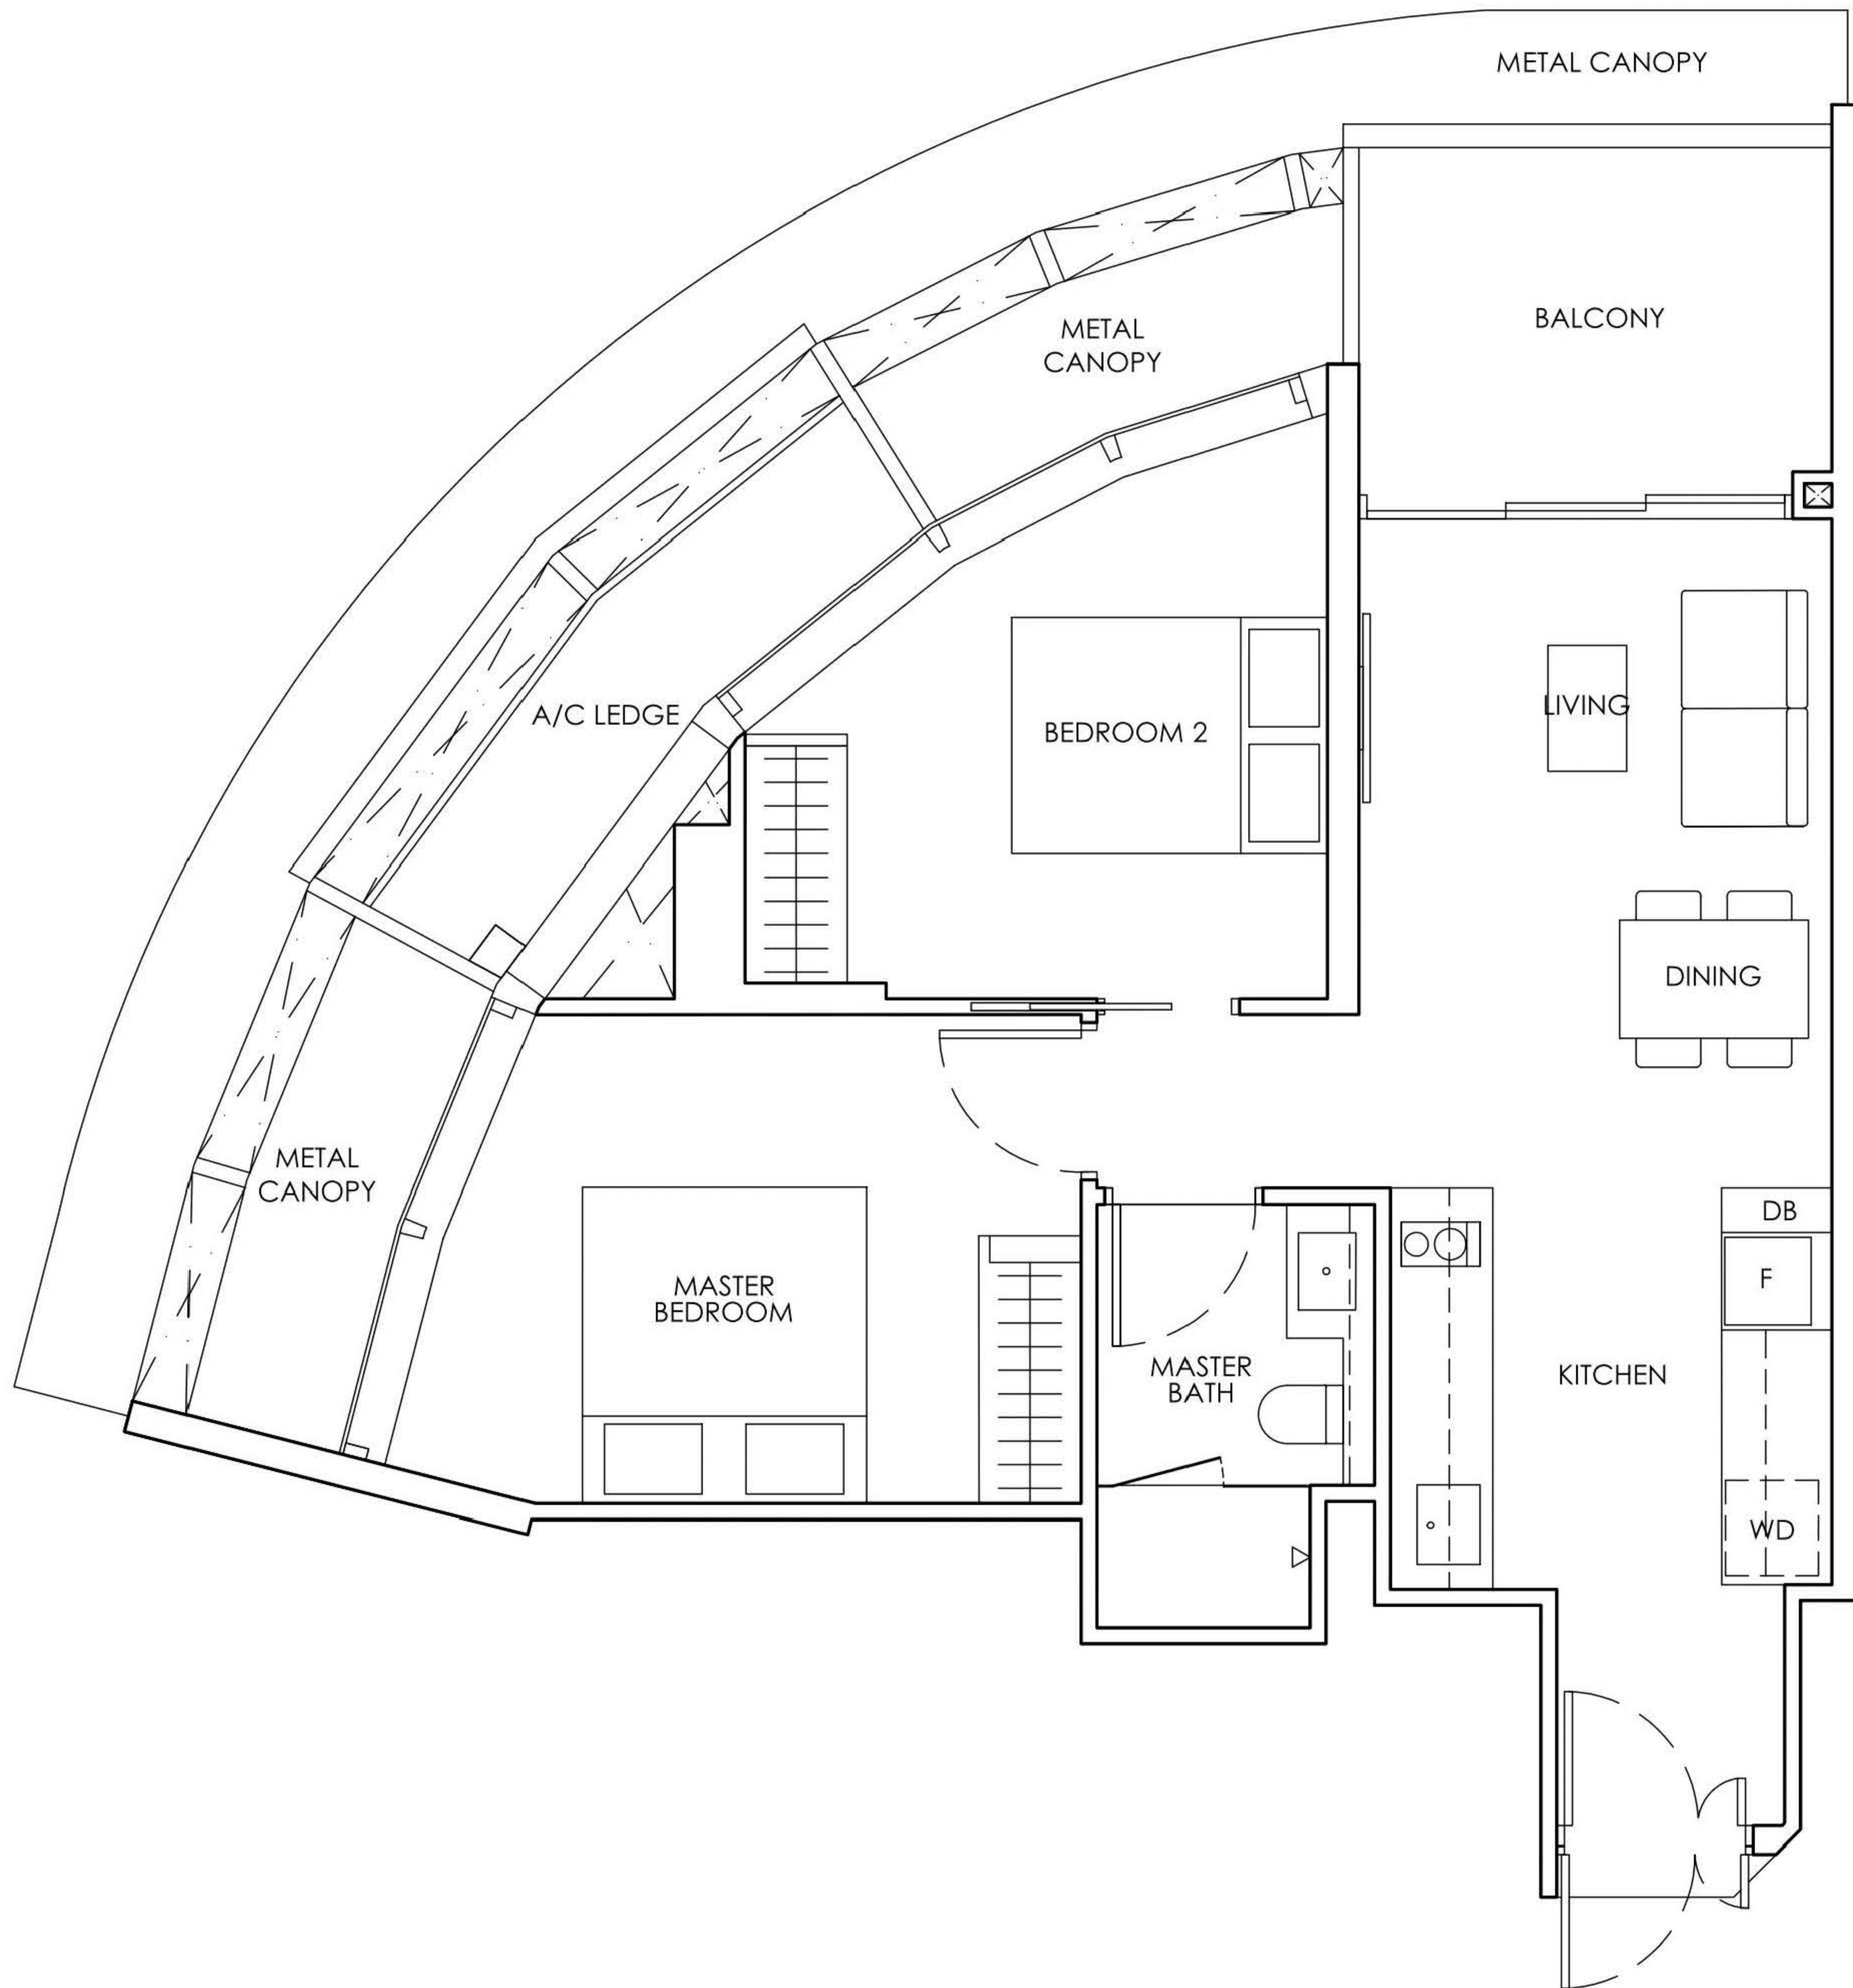 METAL CANOPY
BALCONY
METAL
CANOPY
LIVING
A/C LEDGE
BEDROOM 2
DINING
METAL
CANOPY
DB
F
MASTER
BEDROOM
MASTER
BATH
KITCHEN
WD